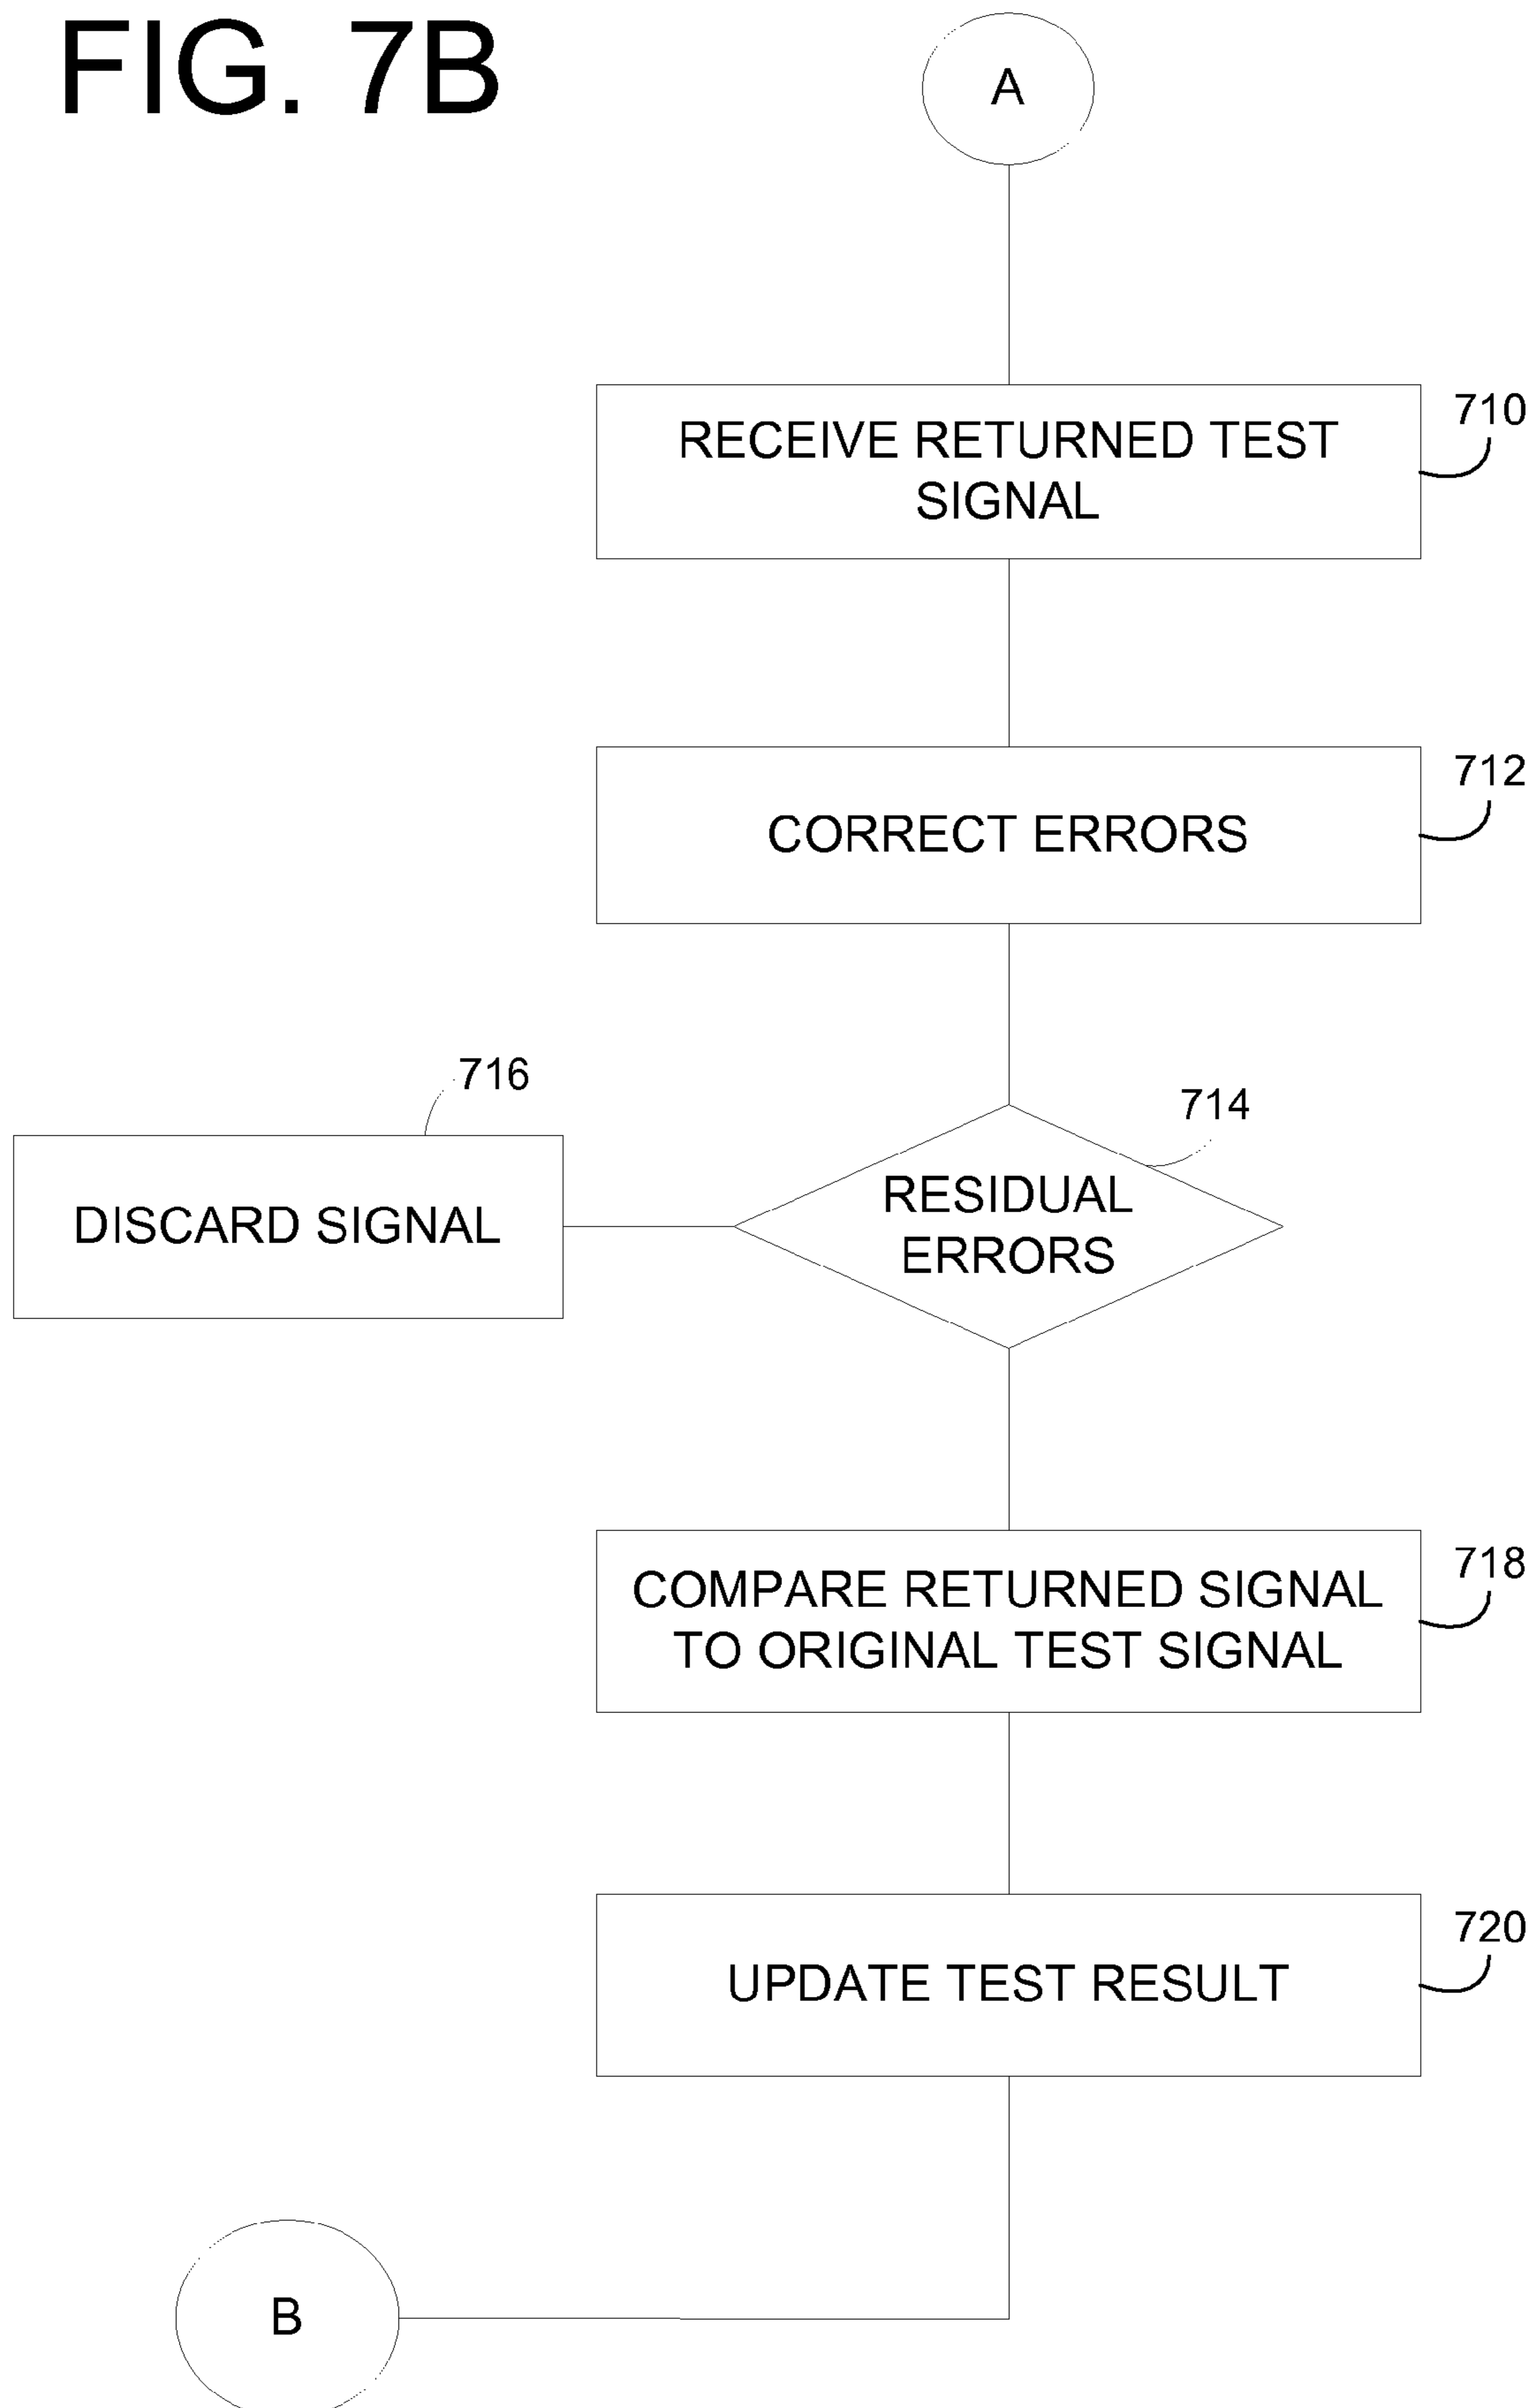 FIG. 7B
A
RECEIVE RETURNED TEST
SIGNAL
710
CORRECT ERRORS
712
716
714
DISCARD SIGNAL
RESIDUAL
ERRORS
COMPARE RETURNED SIGNAL
TO ORIGINAL TEST SIGNAL
718
UPDATE TEST RESULT
720
B